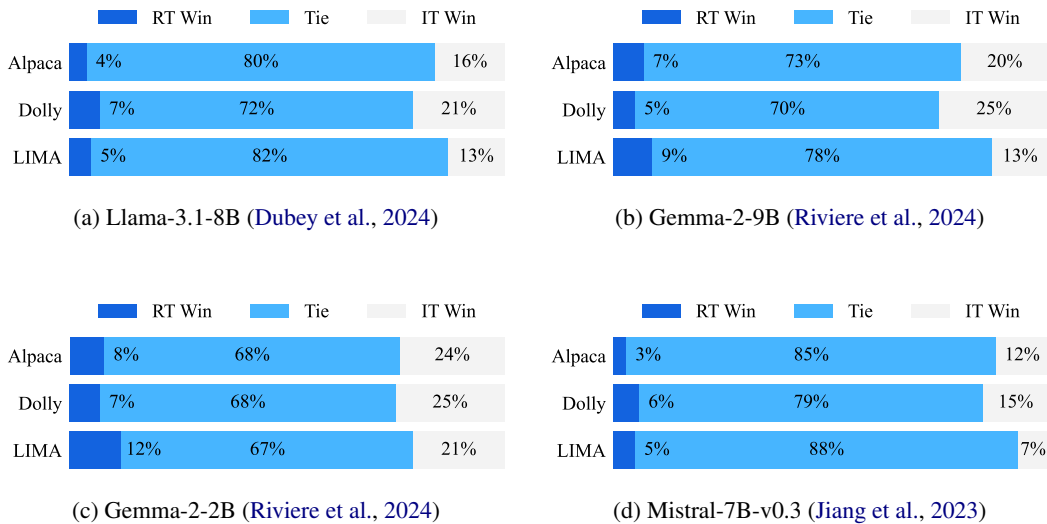 RT Win Tie IT Win
Alpaca 4% 80% 16%
Dolly 7% 72% 21%
LIMA 5% 82% 13%
(a) Llama-3.1-8B (Dubey et al., 2024)
RT Win Tie IT Win
Alpaca 7% 73% 20%
Dolly 5% 70% 25%
LIMA 9% 78% 13%
(b) Gemma-2-9B (Riviere et al., 2024)
RT Win Tie IT Win
Alpaca 8% 68% 24%
Dolly 7% 68% 25%
LIMA 12% 67% 21%
(c) Gemma-2-2B (Riviere et al., 2024)
RT Win Tie IT Win
Alpaca 3% 85% 12%
Dolly 6% 79% 15%
LIMA 5% 88% 7%
(d) Mistral-7B-v0.3 (Jiang et al., 2023)